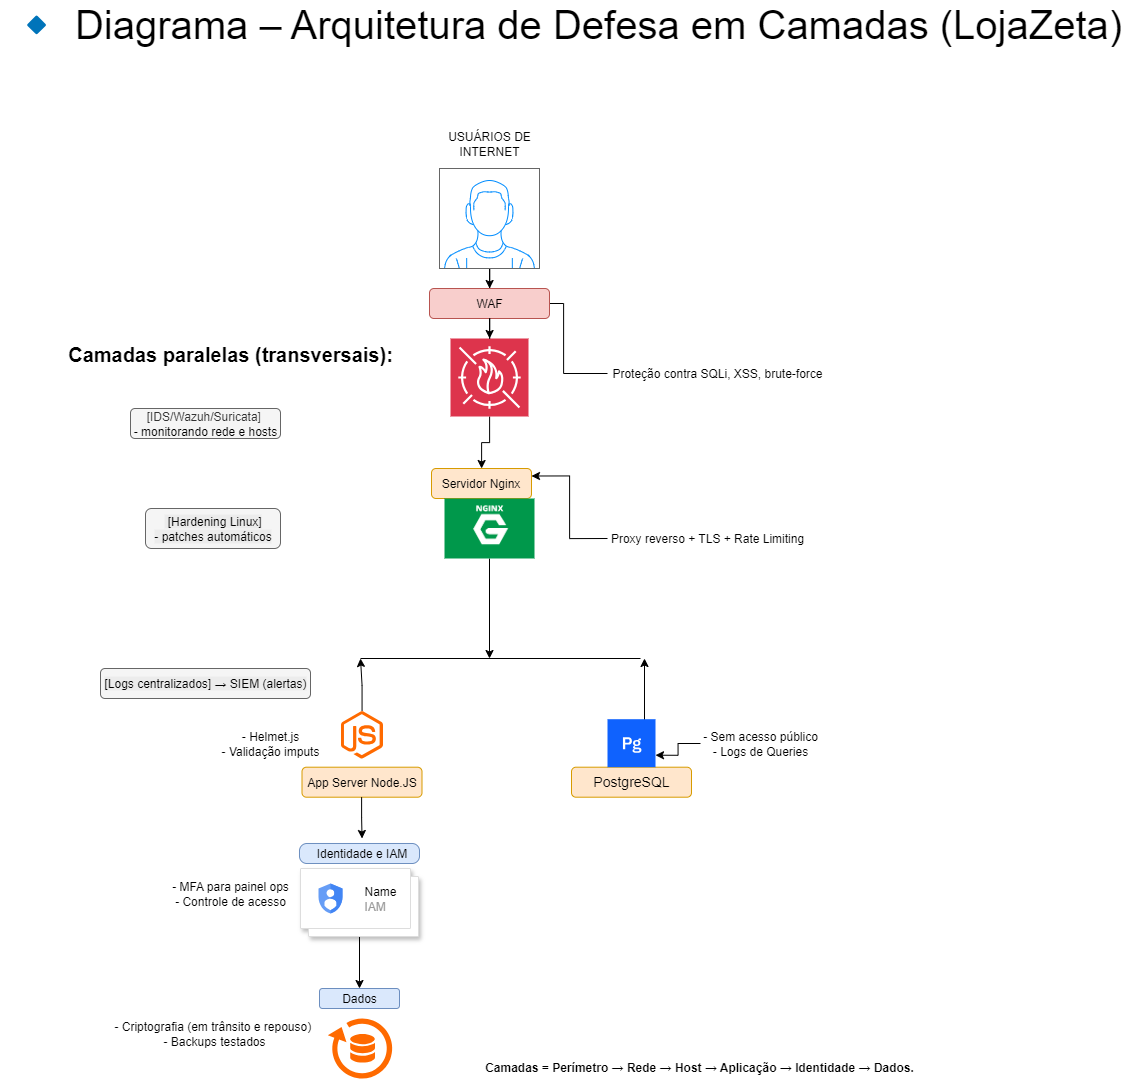 Diagrama – Arquitetura de Defesa em Camadas (LojaZeta)
USUÁRIOS DE
INTERNET
WAF
Camadas paralelas (transversais):
Proteção contra SQLi, XSS, brute-force
[IDS/Wazuh/Suricata]
- monitorando rede e hosts
Servidor Nginx
NGINX
G
[Hardening Linux]
- patches automáticos
Proxy reverso + TLS + Rate Limiting
[Logs centralizados] → SIEM (alertas)
- Helmet.js
- Validação imputs
JS
App Server Node.JS
Pg
PostgreSQL
- Sem acesso público
- Logs de Queries
Identidade e IAM
- MFA para painel ops
- Controle de acesso
Name
IAM
Dados
- Criptografia (em trânsito e repouso)
- Backups testados
Camadas = Perímetro → Rede → Host → Aplicação → Identidade → Dados.